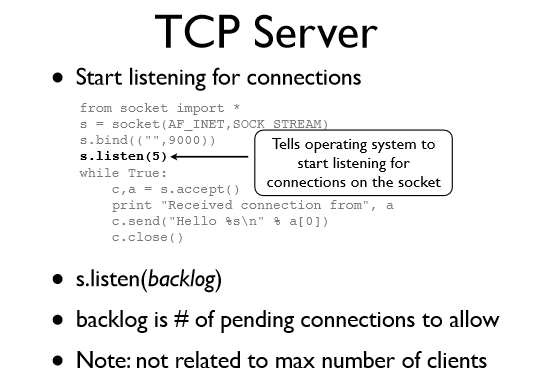 TCP Server
• Start listening for connections
from socket import *
s = socket(AF_INET,SOCK_STREAM)
s.bind(("",9000))
s.listen(5)
Tells operating system to
start listening for
connections on the socket
while True:
    c,a = s.accept()
    print "Received connection from", a
    c.send("Hello %s\n" % a[0])
    c.close()
• s.listen(backlog)
• backlog is # of pending connections to allow
• Note: not related to max number of clients